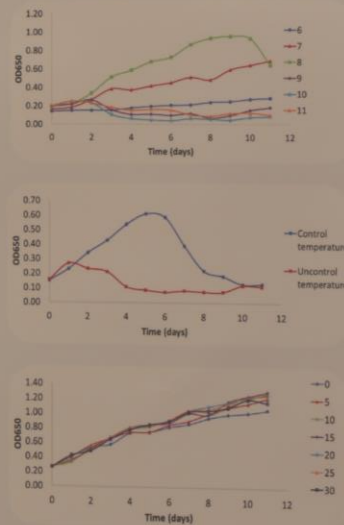 1.20
1.00
0.80
0.60
0.40
0.20
0.00
OD650
0 2 4 6 8 10 12
Time (days)
6
7
8
9
10
11
0.70
0.60
0.50
0.40
0.30
0.20
0.10
0.00
OD650
0 2 4 6 8 10 12
Time (days)
Control
temperature
Uncontrol
temperature
1.40
1.20
1.00
0.80
0.60
0.40
0.20
0.00
OD650
0 2 4 6 8 10 12
Time (days)
0
5
10
15
20
25
30